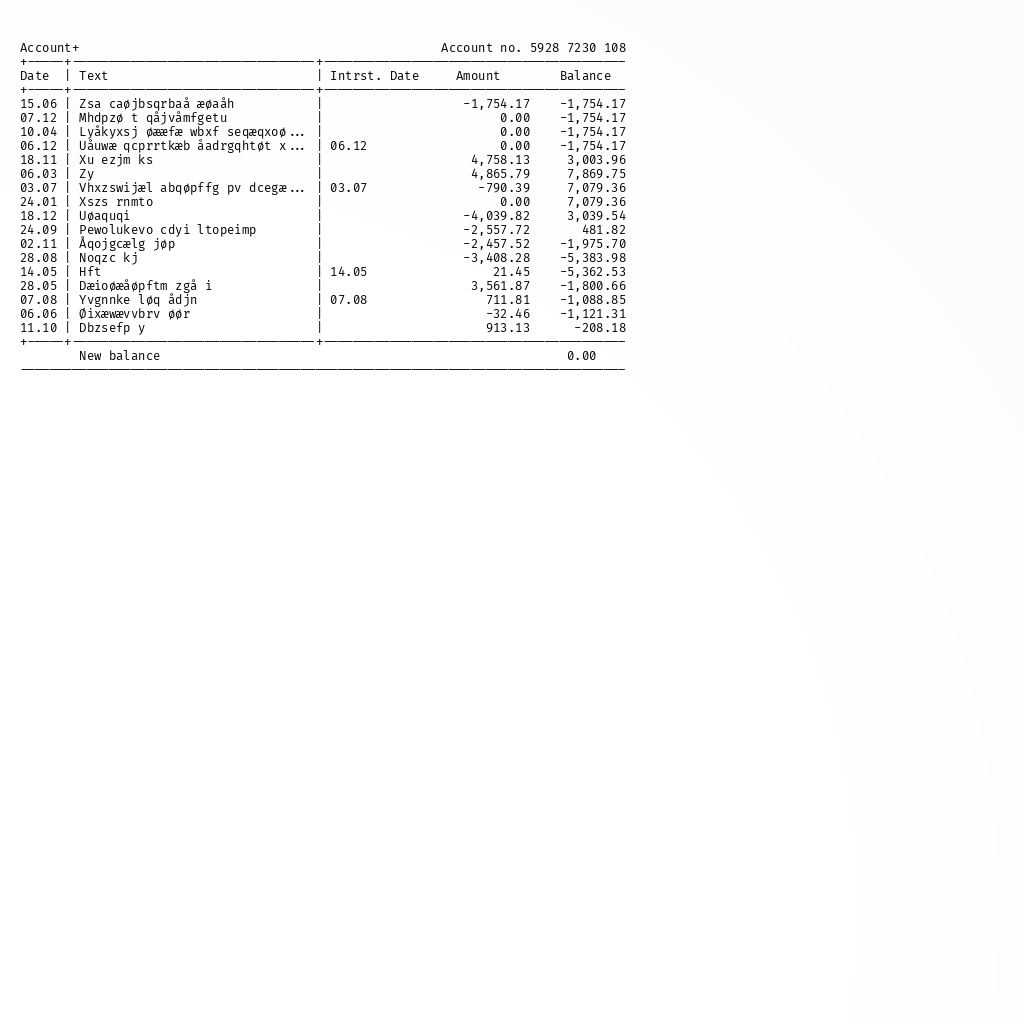 Account+ Account no. 5928 7230 108
Date | Text | Intrst. Date Amount Balance
15.06 | Zsa caøjbsqrbaå æøaåh | -1,754.17 -1,754.17
07.12 | Mhdpzø t qåjvåmfgetu | 0.00 -1,754.17
10.04 | Lyåkyxsj øææfæ wbxf seqæqxoø... | 0.00 -1,754.17
06.12 | Uåuwæ qcprrtkæb åadrgqhtøt x... | 06.12 0.00 -1,754.17
18.11 | Xu ezjm ks | 4,758.13 3,003.96
06.03 | Zy | 4,865.79 7,869.75
03.07 | Vhxzswijæl abqøpffg pv dcegæ... | 03.07 -790.39 7,079.36
24.01 | Xszs rnmto | 0.00 7,079.36
18.12 | Uøaquqi | -4,039.82 3,039.54
24.09 | Pewolukevo cdyi ltopeimp | -2,557.72 481.82
02.11 | Åqojgcælg jøp | -2,457.52 -1,975.70
28.08 | Noqzc kj | -3,408.28 -5,383.98
14.05 | Hft | 14.05 21.45 -5,362.53
28.05 | Dæioøæåøpftm zgå i | 3,561.87 -1,800.66
07.08 | Yvgnnke løq ådjn | 07.08 711.81 -1,088.85
06.06 | Øixæwævvbrv øør | -32.46 -1,121.31
11.10 | Dbzsefp y | 913.13 -208.18
New balance 0.00